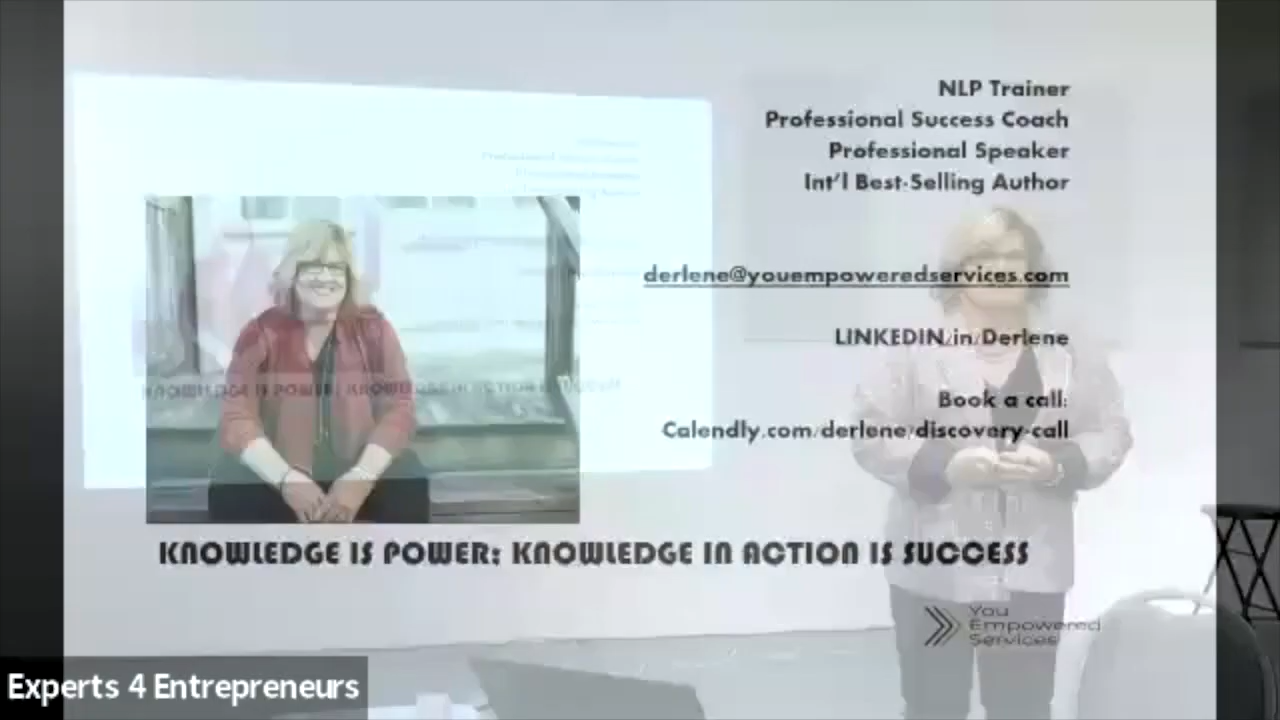 NLP Trainer
Professional Success Coach
Professional Speaker
Int'l Best-Selling Author
derlene@youempoweredservices.com
LINKEDIN/in/Derlene
Book a call:
Calendly.com/derlene/discovery-call
KNOWLEDGE IS POWER; KNOWLEDGE IN ACTION IS SUCCESS
You
Empowered
Services
Experts 4 Entrepreneurs